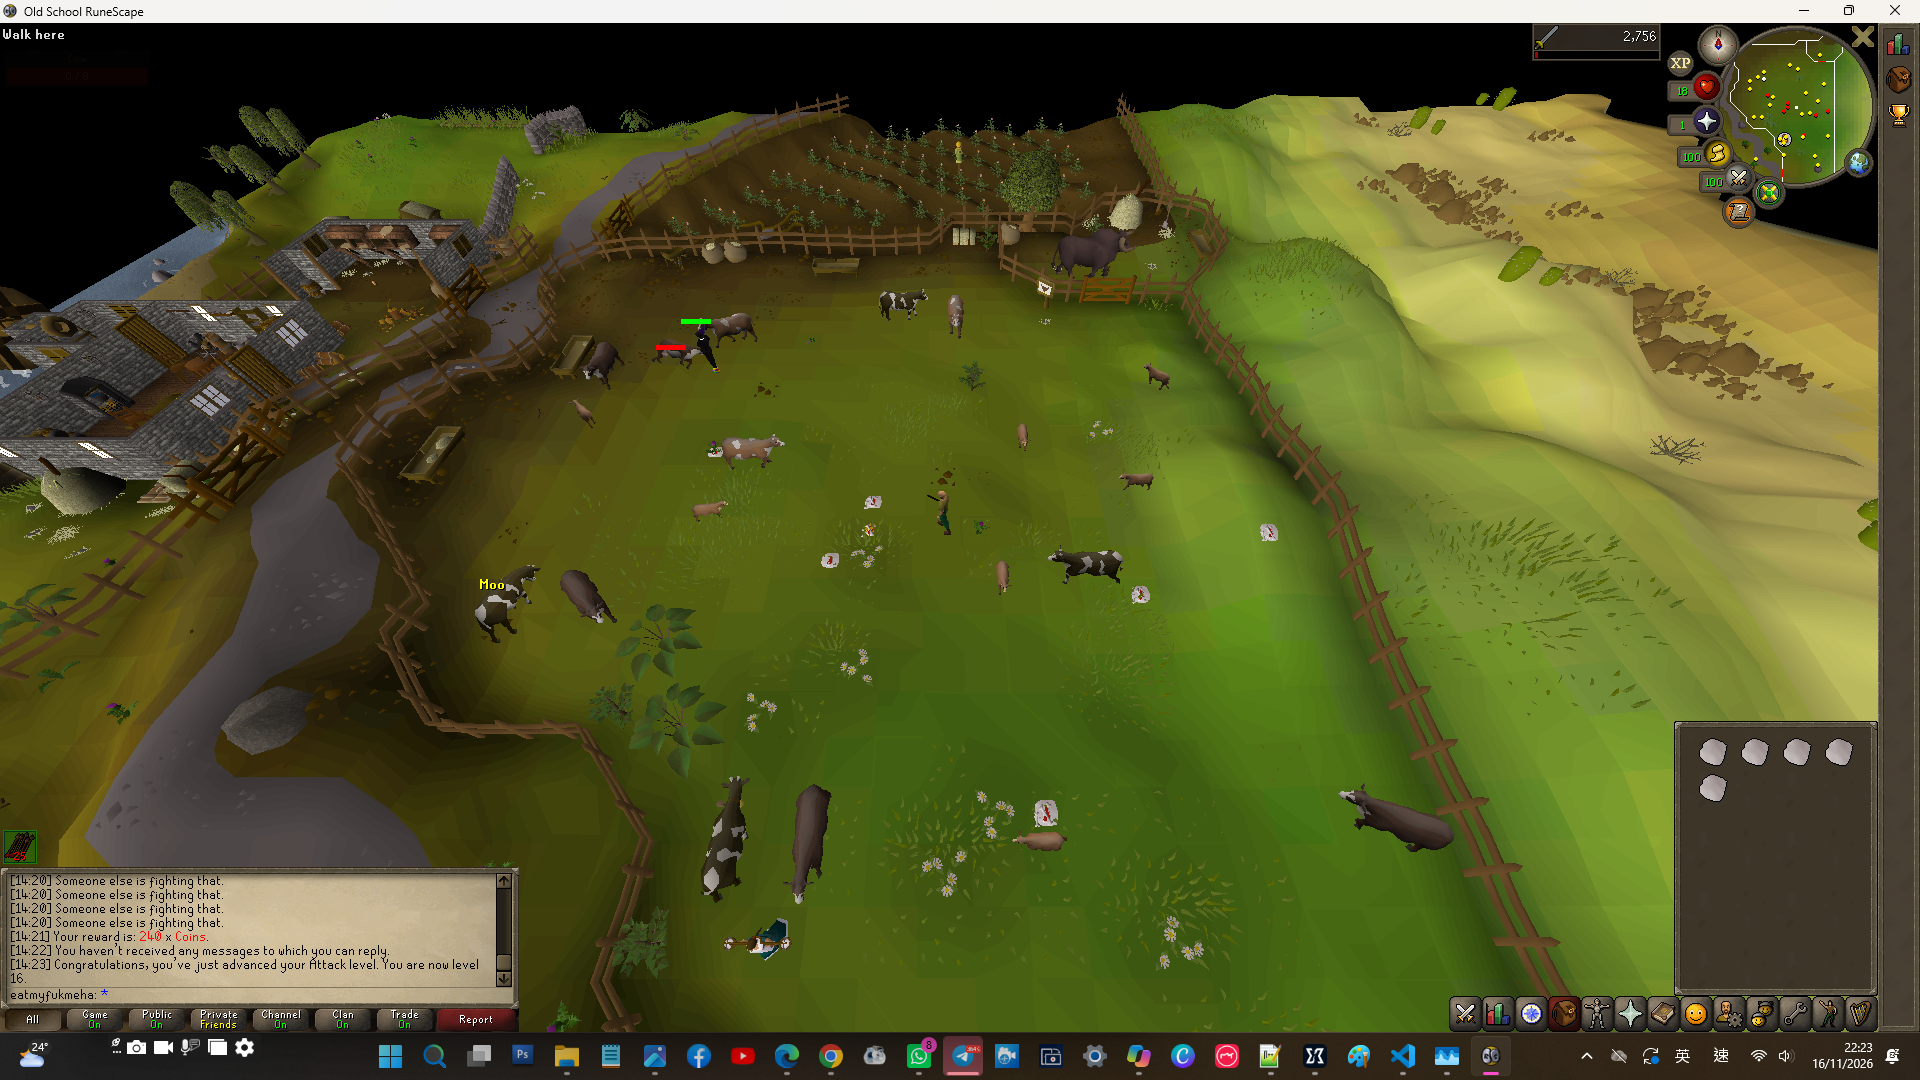 Old School RuneScape
Walk here
2,756
XP
18
1
100
100
Moo
25
[14:20] Someone else is fighting that.
[14:20] Someone else is fighting that.
[14:20] Someone else is fighting that.
[14:20] Someone else is fighting that.
[14:21] Your reward is: 240 x Coins.
[14:22] You haven't received any messages to which you can reply.
[14:23] Congratulations, you've just advanced your Attack level. You are now level
16.
eatmyfukmeha: *
All
Game
On
Public
On
Private
Friends
Channel
On
Clan
On
Trade
On
Report
24°
Ps
8
英
速
22:23
16/11/2026